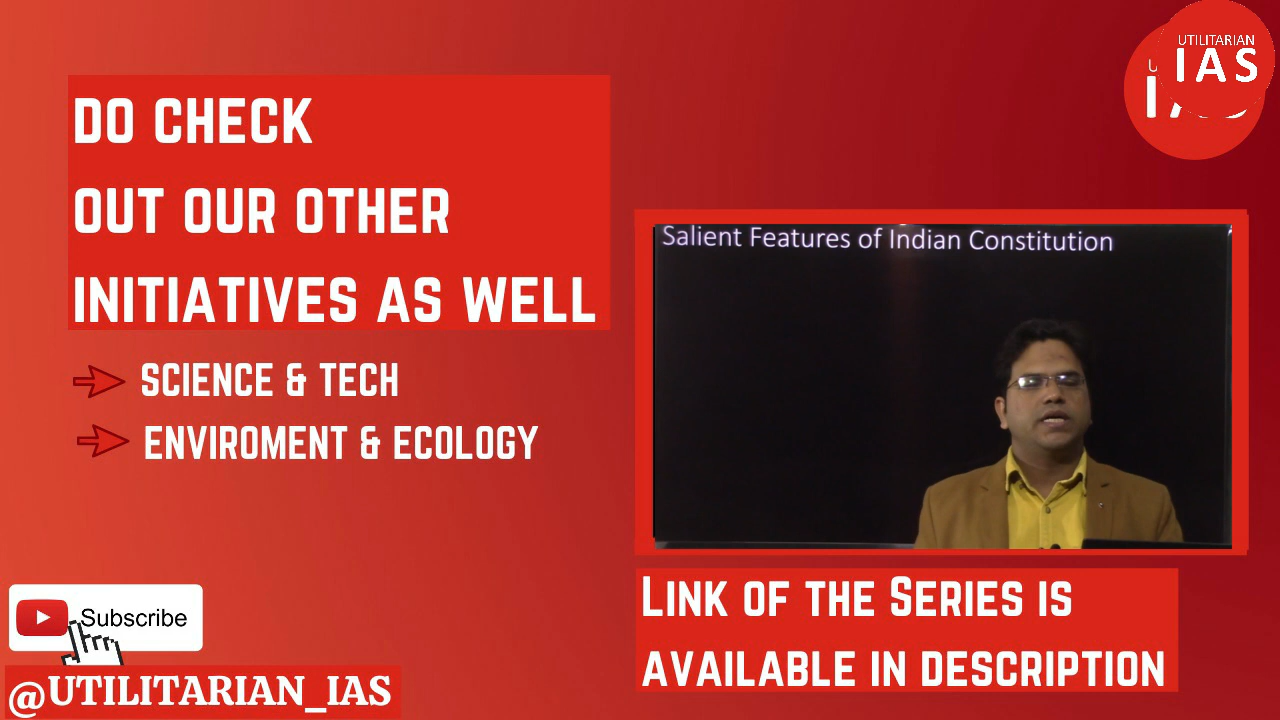 UTILITARIAN
IAS
DO CHECK
OUT OUR OTHER
INITIATIVES AS WELL
SCIENCE & TECH
ENVIROMENT & ECOLOGY
Salient Features of Indian Constitution
LINK OF THE SERIES IS
AVAILABLE IN DESCRIPTION
Subscribe
@UTILITARIAN_IAS